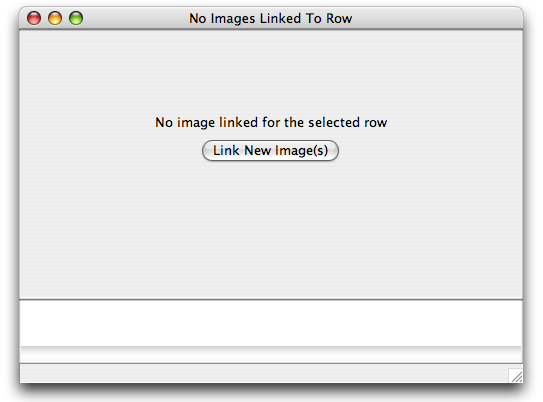 No Images Linked To Row
No image linked for the selected row
Link New Image(s)